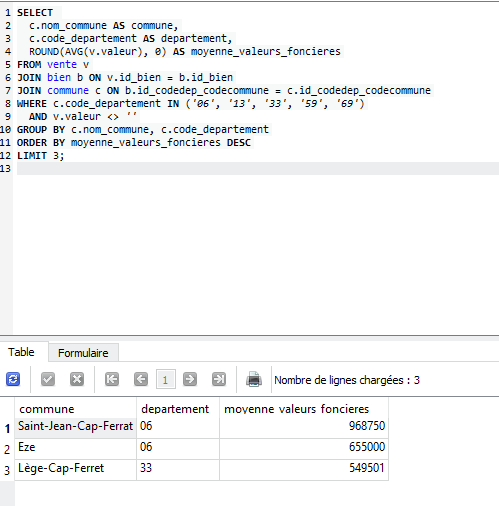 1 SELECT
2 c.nom_commune AS commune,
3 c.code_departement AS departement,
4 ROUND(AVG(v.valeur), 0) AS moyenne_valeurs_foncieres
5 FROM vente v
6 JOIN bien b ON v.id_bien = b.id_bien
7 JOIN commune c ON b.id_codedep_codecommune = c.id_codedep_codecommune
8 WHERE c.code_departement IN ('06', '13', '33', '59', '69')
9 AND v.valeur <> ''
10 GROUP BY c.nom_commune, c.code_departement
11 ORDER BY moyenne_valeurs_foncieres DESC
12 LIMIT 3;
13
Table Formulaire
1 Nombre de lignes chargées : 3
commune departement moyenne valeurs foncieres
1 Saint-Jean-Cap-Ferrat 06 968750
2 Eze 06 655000
3 Lège-Cap-Ferret 33 549501